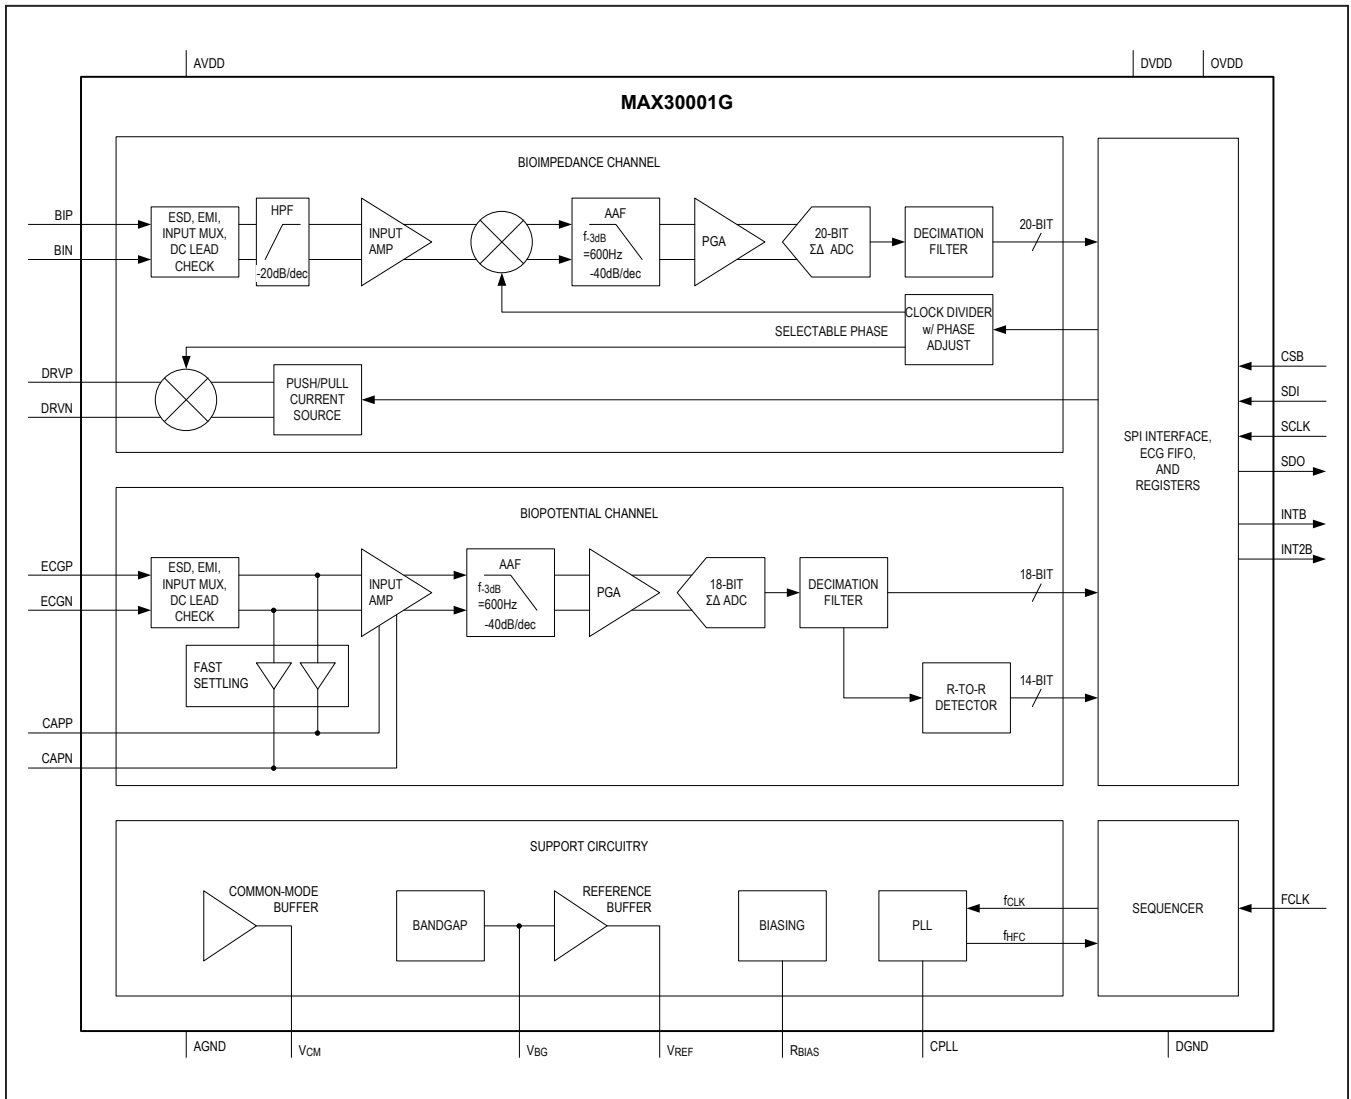 AVDD
DVDD
OVDD
MAX30001G
BIOIMPEDANCE CHANNEL
BIP
BIN
ESD, EMI,
INPUT MUX,
DC LEAD
CHECK
HPF
-20dB/dec
INPUT
AMP
AAF
f-3dB
=600Hz
-40dB/dec
PGA
20-BIT
ΣΔ ADC
DECIMATION
FILTER
20-BIT
CLOCK DIVIDER
w/ PHASE
ADJUST
SELECTABLE PHASE
DRVP
DRVN
PUSH/PULL
CURRENT
SOURCE
SPI INTERFACE,
ECG FIFO,
AND
REGISTERS
CSB
SDI
SCLK
SDO
INTB
INT2B
BIOPOTENTIAL CHANNEL
ECGP
ECGN
ESD, EMI,
INPUT MUX,
DC LEAD
CHECK
INPUT
AMP
AAF
f-3dB
=600Hz
-40dB/dec
PGA
18-BIT
ΣΔ ADC
DECIMATION
FILTER
18-BIT
FAST
SETTLING
R-TO-R
DETECTOR
14-BIT
CAPP
CAPN
SUPPORT CIRCUITRY
COMMON-MODE
BUFFER
BANDGAP
REFERENCE
BUFFER
BIASING
PLL
fCLK
fHFC
SEQUENCER
FCLK
AGND
VCM
VBG
VREF
RBIAS
CPLL
DGND